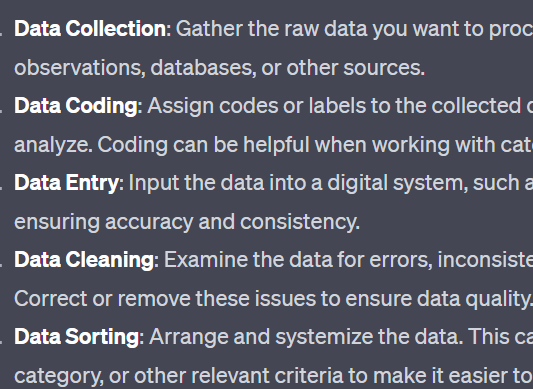 Data Collection: Gather the raw data you want to
observations, databases, or other sources.
Data Coding: Assign codes or labels to the collected
analyze. Coding can be helpful when working with
Data Entry: Input the data into a digital system, such
ensuring accuracy and consistency.
Data Cleaning: Examine the data for errors,
Correct or remove these issues to ensure data quality.
Data Sorting: Arrange and systemize the data. This
category, or other relevant criteria to make it easier to